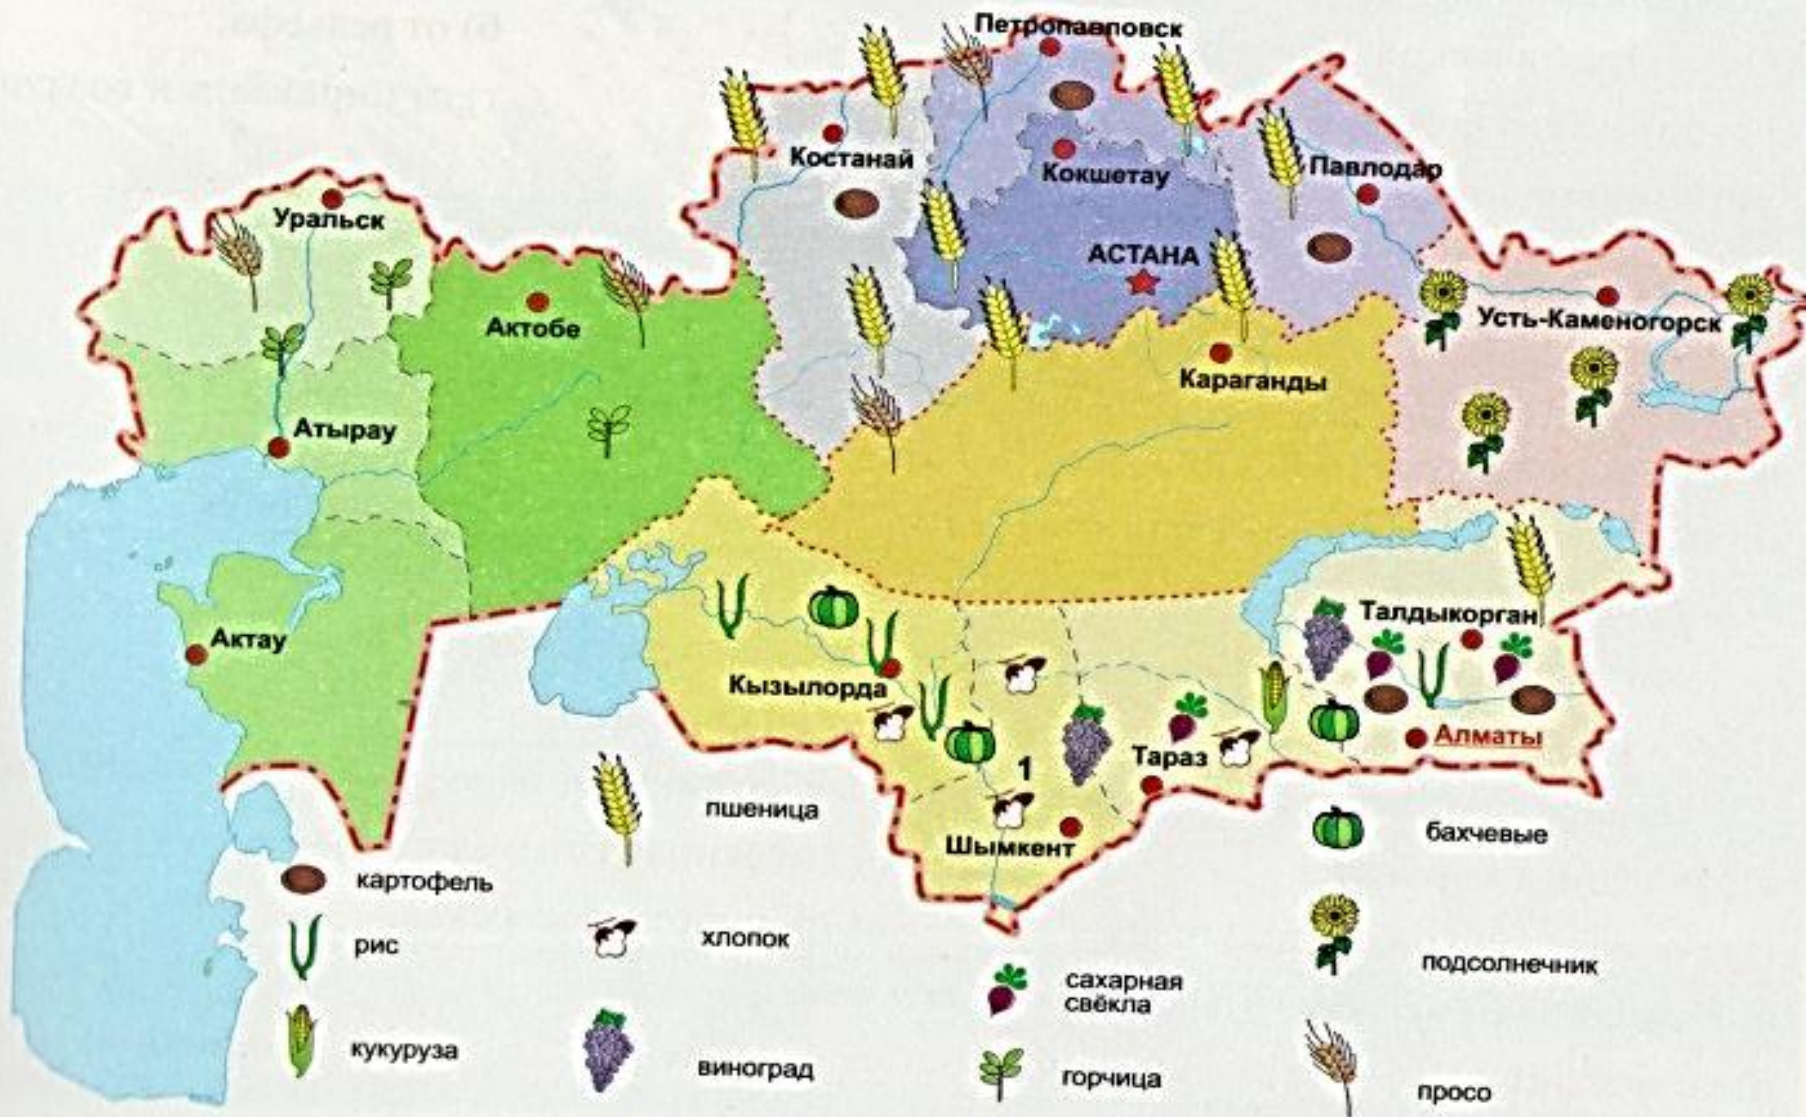 Петропавловск
Костанай
Кокшетау
Павлодар
Уральск
АСТАНА
Актобе
Усть-Каменогорск
Караганды
Атырау
Талдыкорган
Актау
Кызылорда
Алматы
Тараз
1
Шымкент
пшеница
бахчевые
картофель
рис
хлопок
подсолнечник
сахарная
свёкла
кукуруза
виноград
горчица
просо